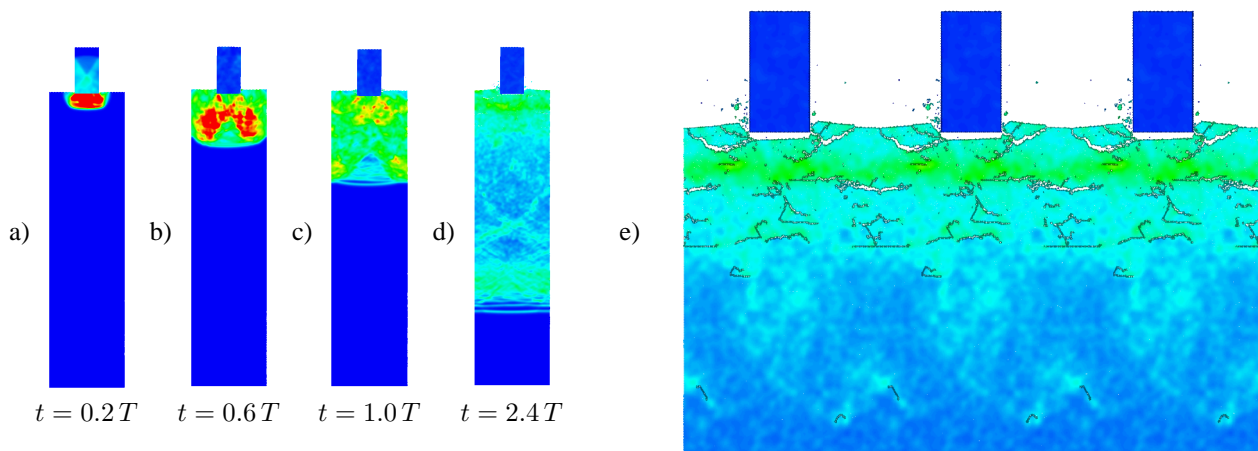 a)
b)
c)
d)
e)
t = 0.2 T
t = 0.6 T
t = 1.0 T
t = 2.4 T